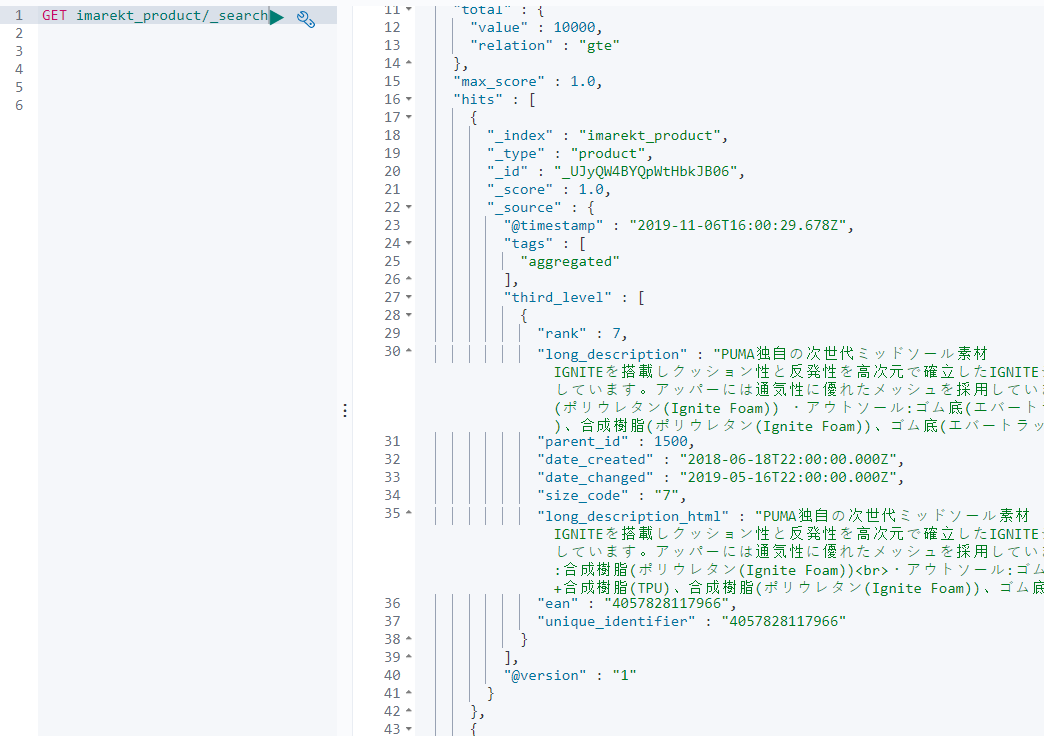 1 GET imarekt_product/_search
2
3
4
5
6
11 "total" : {
12 "value" : 10000,
13 "relation" : "gte"
14 },
15 "max_score" : 1.0,
16 "hits" : [
17 {
18 "_index" : "imarekt_product",
19 "_type" : "product",
20 "_id" : "_UJyQW4BYQpWtHbkJB06",
21 "_score" : 1.0,
22 "_source" : {
23 "@timestamp" : "2019-11-06T16:00:29.678Z",
24 "tags" : [
25 "aggregated"
26 ],
27 "third_level" : [
28 {
29 "rank" : 7,
30 "long_description" : "PUMA独自の次世代ミッドソール素材
IGNITEを搭載しクッション性と反発性を高次元で確立したIGNITE
しています。アッパーには通気性に優れたメッシュを採用していま
(ポリウレタン(Ignite Foam)) ・アウトソール:ゴム底(エバートラ
)、合成樹脂(ポリウレタン(Ignite Foam))、ゴム底(エバートラッ
31 "parent_id" : 1500,
32 "date_created" : "2018-06-18T22:00:00.000Z",
33 "date_changed" : "2019-05-16T22:00:00.000Z",
34 "size_code" : "7",
35 "long_description_html" : "PUMA独自の次世代ミッドソール素材
IGNITEを搭載しクッション性と反発性を高次元で確立したIGNITE
しています。アッパーには通気性に優れたメッシュを採用していま
:合成樹脂(ポリウレタン(Ignite Foam))<br>・アウトソール:ゴム
+合成樹脂(TPU)、合成樹脂(ポリウレタン(Ignite Foam))、ゴム底
36 "ean" : "4057828117966",
37 "unique_identifier" : "4057828117966"
38 }
39 ],
40 "@version" : "1"
41 }
42 },
43 {